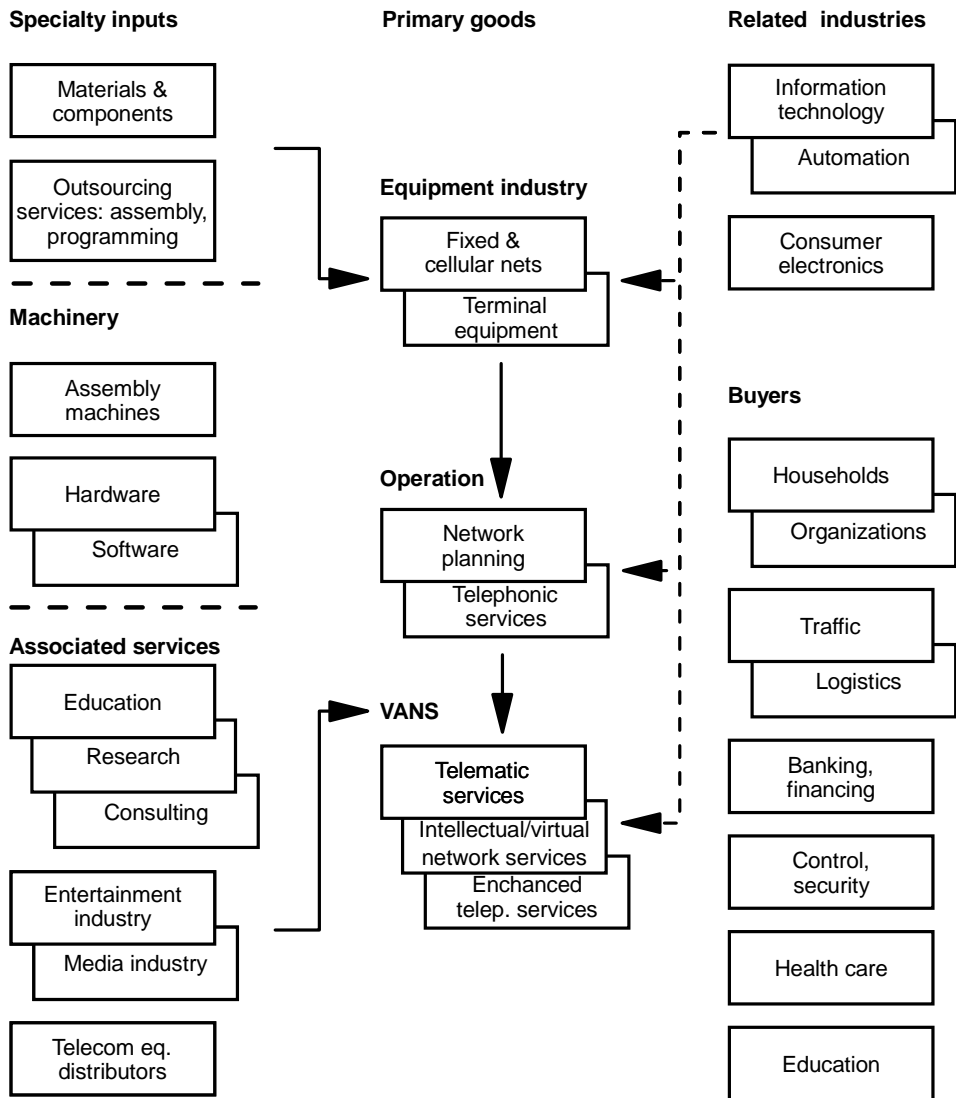 Specialty inputs
Materials &
components
Outsourcing
services: assembly,
programming
Machinery
Assembly
machines
Hardware
Software
Associated services
Education
Research
Consulting
Entertainment
industry
Media industry
Telecom eq.
distributors
Primary goods
Equipment industry
Fixed &
cellular nets
Terminal
equipment
Operation
Network
planning
Telephonic
services
VANS
Telematic
services
Intellectual/virtual
network services
Enchanced
telep. services
Related industries
Information
technology
Automation
Consumer
electronics
Buyers
Households
Organizations
Traffic
Logistics
Banking,
financing
Control,
security
Health care
Education